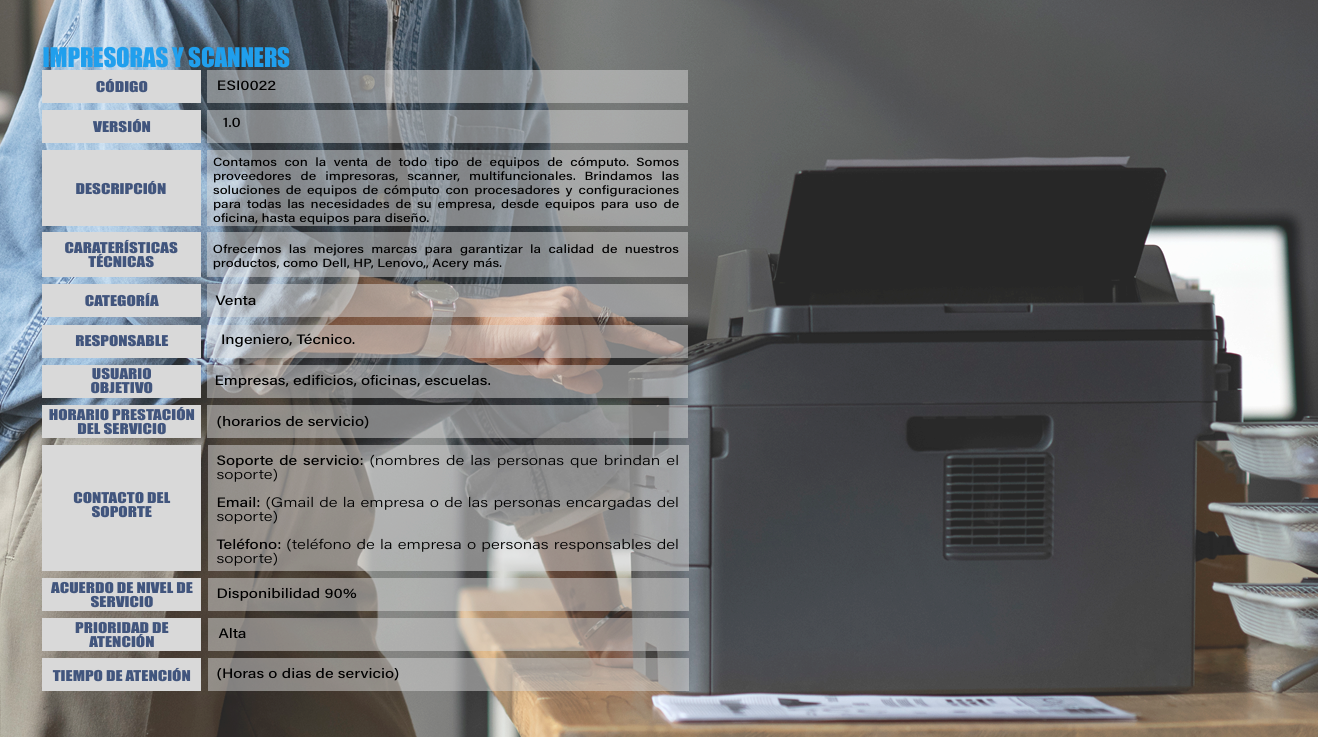 IMPRESORAS Y SCANNERS
CÓDIGO
ESI0022
VERSIÓN
1.0
DESCRIPCIÓN
Contamos con la venta de todo tipo de equipos de cómputo. Somos
proveedores de impresoras, scanner, multifuncionales. Brindamos las
soluciones de equipos de cómputo con procesadores y configuraciones
para todas las necesidades de su empresa, desde equipos para uso de
oficina, hasta equipos para diseño.
CARATERÍSTICAS
TÉCNICAS
Ofrecemos las mejores marcas para garantizar la calidad de nuestros
productos, como Dell, HP, Lenovo,, Acery más.
CATEGORÍA
Venta
RESPONSABLE
Ingeniero, Técnico.
USUARIO
OBJETIVO
Empresas, edificios, oficinas, escuelas.
HORARIO PRESTACIÓN
DEL SERVICIO
(horarios de servicio)
CONTACTO DEL
SOPORTE
Soporte de servicio: (nombres de las personas que brindan el
soporte)
Email: (Gmail de la empresa o de las personas encargadas del
soporte)
Teléfono: (teléfono de la empresa o personas responsables del
soporte)
ACUERDO DE NIVEL DE
SERVICIO
Disponibilidad 90%
PRIORIDAD DE
ATENCIÓN
Alta
TIEMPO DE ATENCIÓN
(Horas o dias de servicio)